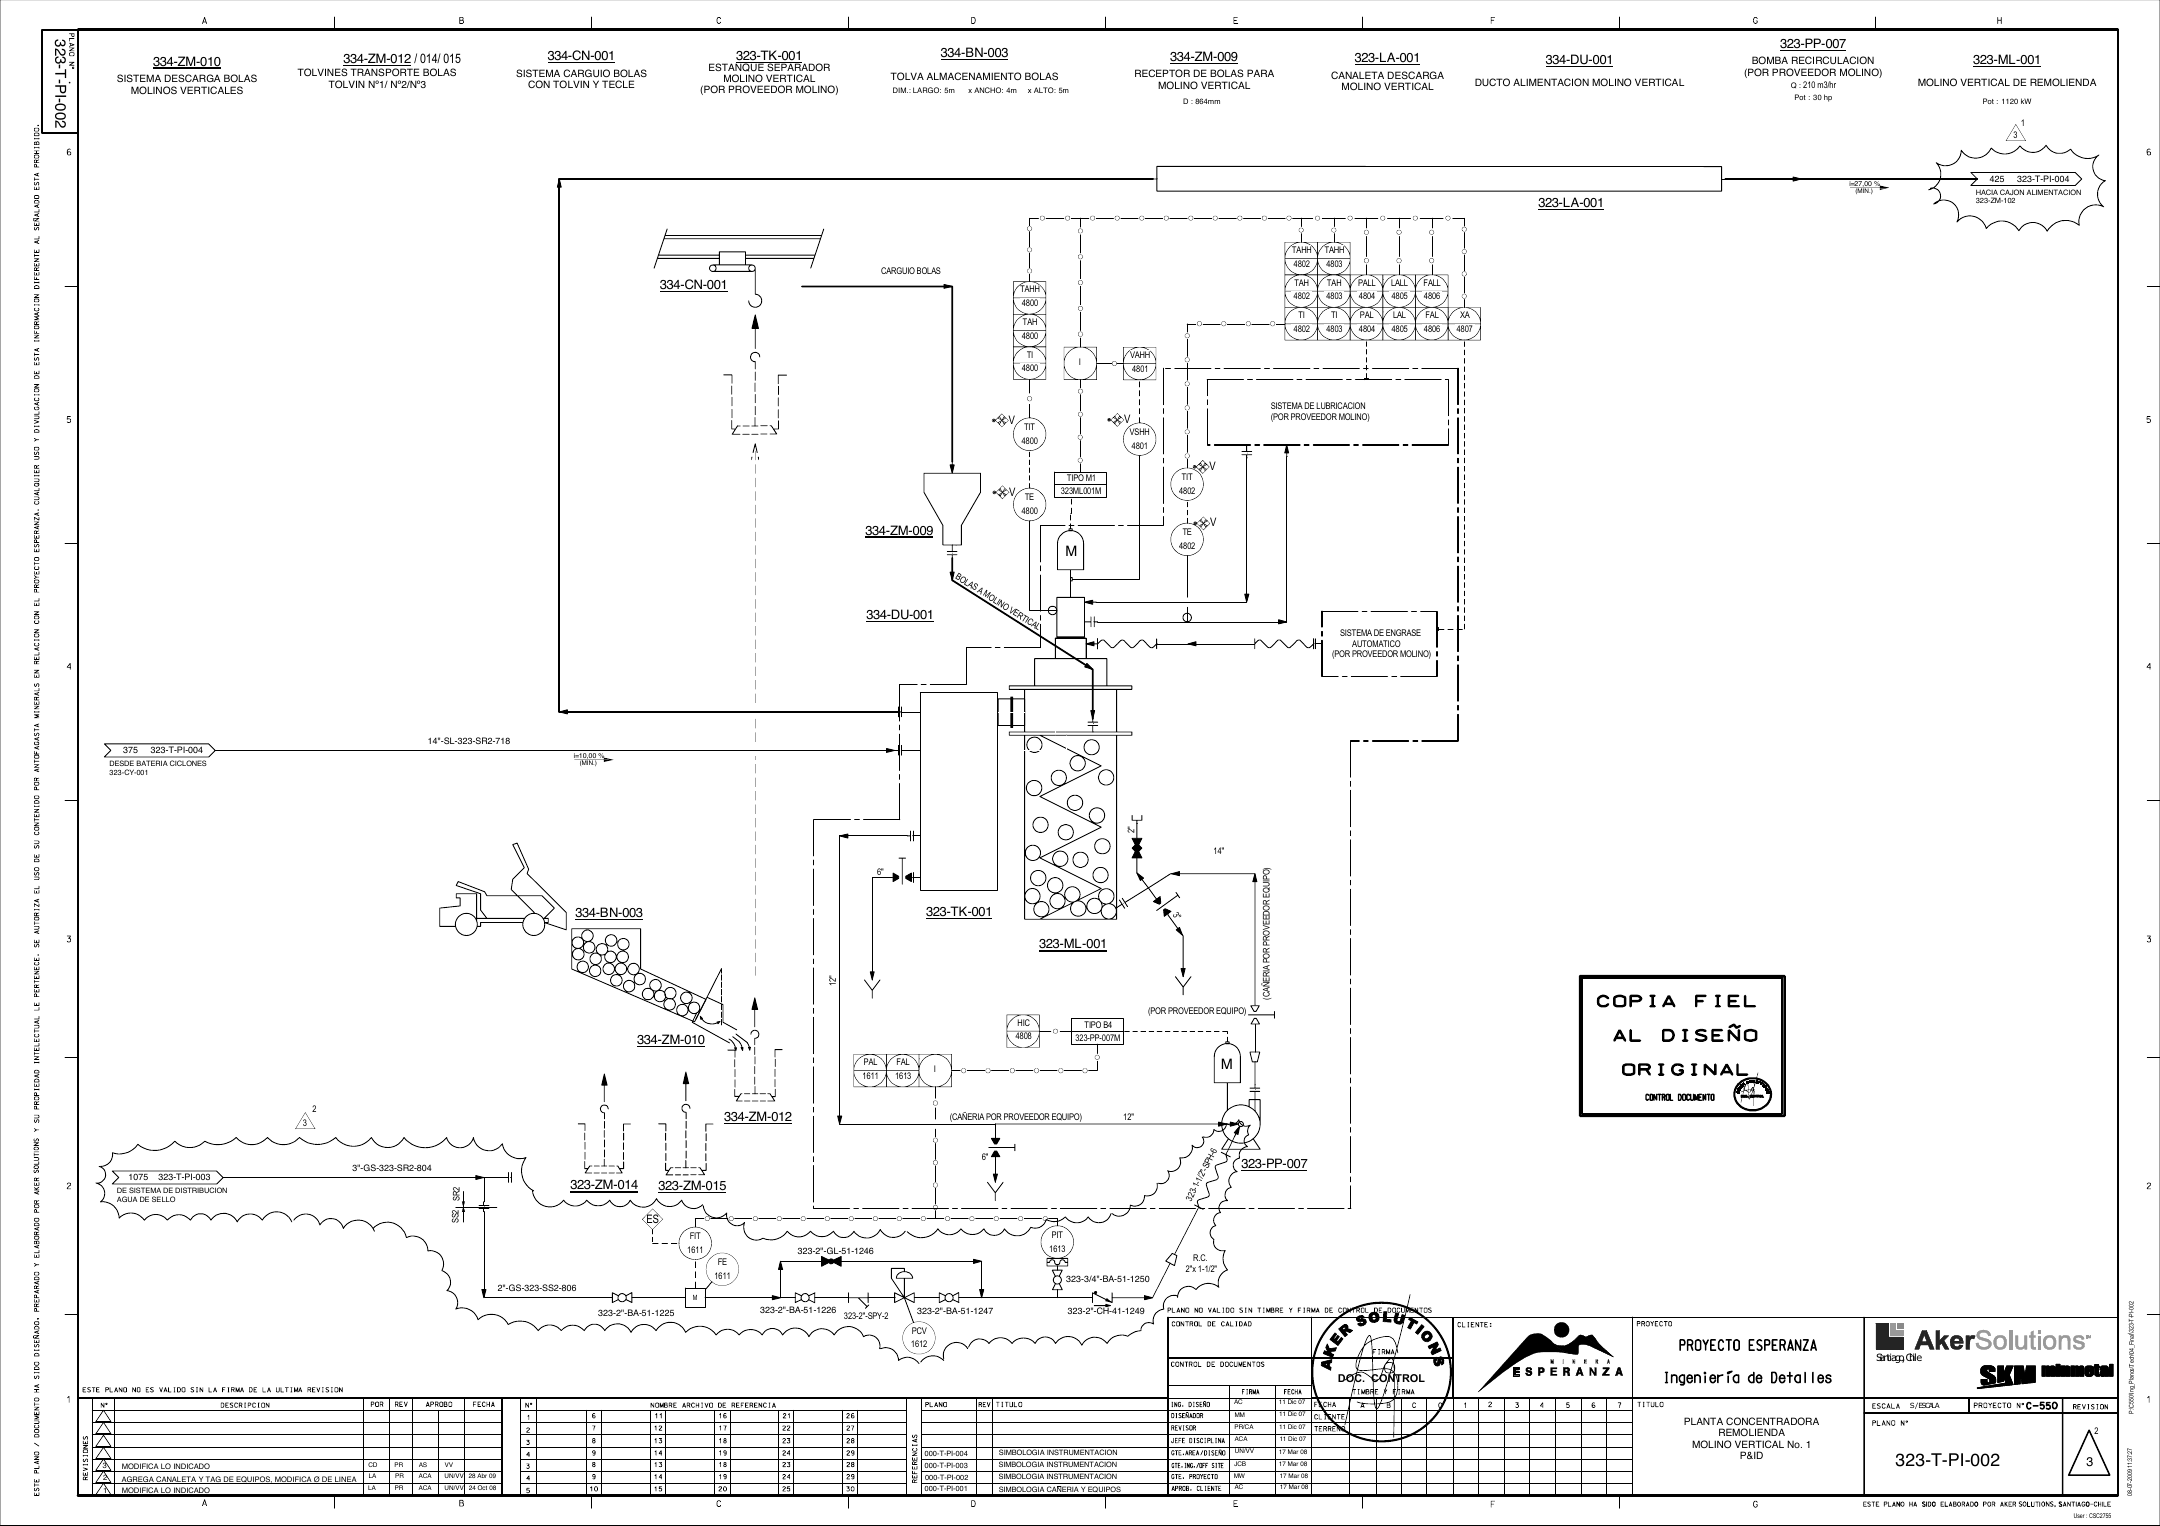 A B C D E F G H
PLANO Nº
323-T-PI-002
334-ZM-010
SISTEMA DESCARGA BOLAS
MOLINOS VERTICALES
334-ZM-012 / 014/ 015
TOLVINES TRANSPORTE BOLAS
TOLVIN Nº1/ Nº2/Nº3
334-CN-001
SISTEMA CARGUIO BOLAS
CON TOLVIN Y TECLE
323-TK-001
ESTANQUE SEPARADOR
MOLINO VERTICAL
(POR PROVEEDOR MOLINO)
334-BN-003
TOLVA ALMACENAMIENTO BOLAS
DIM.: LARGO: 5m x ANCHO: 4m x ALTO: 5m
334-ZM-009
RECEPTOR DE BOLAS PARA
MOLINO VERTICAL
D : 864mm
323-LA-001
CANALETA DESCARGA
MOLINO VERTICAL
334-DU-001
DUCTO ALIMENTACION MOLINO VERTICAL
323-PP-007
BOMBA RECIRCULACION
(POR PROVEEDOR MOLINO)
Q : 210 m3/hr
Pot : 30 hp
323-ML-001
MOLINO VERTICAL DE REMOLIENDA
Pot : 1120 kW
6
5
4
3
2
1
6
5
4
3
2
1
1
3
425 323-T-PI-004
HACIA CAJON ALIMENTACION
323-ZM-102
i=27,00 %
(MIN.)
323-LA-001
334-CN-001
CARGUIO BOLAS
TAHH
4800
TAH
4800
TI
4800
I
VAHH
4801
TAHH
4802
TAHH
4803
TAH
4802
TAH
4803
PALL
4804
LALL
4805
FALL
4806
TI
4802
TI
4803
PAL
4804
LAL
4805
FAL
4806
XA
4807
SISTEMA DE LUBRICACION
(POR PROVEEDOR MOLINO)
V
TIT
4800
V
VSHH
4801
V
TE
4800
TIPO M1
323ML001M
V
TIT
4802
V
TE
4802
M
334-ZM-009
BOLAS A MOLINO VERTICAL
334-DU-001
SISTEMA DE ENGRASE
AUTOMATICO
(POR PROVEEDOR MOLINO)
375 323-T-PI-004
DESDE BATERIA CICLONES
323-CY-001
14"-SL-323-SR2-718
i=10,00 %
(MIN.)
2"
14"
3"
6"
12"
323-TK-001
323-ML-001
334-BN-003
334-ZM-010
334-ZM-012
(CAÑERIA POR PROVEEDOR EQUIPO)
(POR PROVEEDOR EQUIPO)
HIC
4808
TIPO B4
323-PP-007M
PAL
1611
FAL
1613
I
M
(CAÑERIA POR PROVEEDOR EQUIPO)
12"
6"
323-PP-007
323-1-1/2"-SPH-6
COPIA FIEL
AL DISEÑO
ORIGINAL
CONTROL DOCUMENTO
2
3
1075 323-T-PI-003
DE SISTEMA DE DISTRIBUCION
AGUA DE SELLO
3"-GS-323-SR2-804
SR2
SS2
323-ZM-014
323-ZM-015
ES
FIT
1611
FE
1611
M
2"-GS-323-SS2-806
323-2"-BA-51-1225
323-2"-GL-51-1246
323-2"-BA-51-1226
323-2"-SPY-2
323-2"-BA-51-1247
PCV
1612
PIT
1613
323-3/4"-BA-51-1250
323-2"-CH-41-1249
R.C.
2"x 1-1/2"
PLANO NO VALIDO SIN TIMBRE Y FIRMA DE CONTROL DE DOCUMENTOS
CONTROL DE CALIDAD
CONTROL DE DOCUMENTOS
FIRMA
TIMBRE Y FIRMA
AKER SOLUTIONS
DOC. CONTROL
CLIENTE:
MINERA
ESPERANZA
PROYECTO
PROYECTO ESPERANZA
Ingeniería de Detalles
AkerSolutions
Santiago, Chile
SKM minmetal
ESTE PLANO NO ES VALIDO SIN LA FIRMA DE LA ULTIMA REVISION
REVISIONES
Nº DESCRIPCION POR REV APROBO FECHA
3 MODIFICA LO INDICADO CD PR AS VV
2 AGREGA CANALETA Y TAG DE EQUIPOS, MODIFICA Ø DE LINEA LA PR ACA UN/VV 28 Abr 09
1 MODIFICA LO INDICADO LA PR ACA UN/VV 24 Oct 08
Nº NOMBRE ARCHIVO DE REFERENCIA
1 6 11 16 21 26
2 7 12 17 22 27
3 8 13 18 23 28
4 9 14 19 24 29
3 8 13 18 23 28
4 9 14 19 24 29
5 10 15 20 25 30
REFERENCIAS
PLANO REV TITULO
000-T-PI-004 SIMBOLOGIA INSTRUMENTACION
000-T-PI-003 SIMBOLOGIA INSTRUMENTACION
000-T-PI-002 SIMBOLOGIA INSTRUMENTACION
000-T-PI-001 SIMBOLOGIA CAÑERIA Y EQUIPOS
FIRMA FECHA
ING. DISEÑO AC 11 Dic 07
DISEÑADOR MM 11 Dic 07
REVISOR PR/CA 11 Dic 07
JEFE DISCIPLINA ACA 11 Dic 07
GTE.AREA/DISEÑO UN/VV 17 Mar 08
GTE.ING./OFF SITE JCB 17 Mar 08
GTE. PROYECTO MW 17 Mar 08
APROB. CLIENTE AC 17 Mar 08
FECHA A B C 0 1 2 3 4 5 6 7
CLIENTE
TERRENO
TITULO
PLANTA CONCENTRADORA
REMOLIENDA
MOLINO VERTICAL No. 1
P&ID
ESCALA S/ESCALA PROYECTO NºC-550 REVISION
PLANO Nº
323-T-PI-002
2
3
A B C D E F G
ESTE PLANO HA SIDO ELABORADO POR AKER SOLUTIONS, SANTIAGO-CHILE
User : CSC2755
ESTE PLANO / DOCUMENTO HA SIDO DISEÑADO, PREPARADO Y ELABORADO POR AKER SOLUTIONS Y SU PROPIEDAD INTELECTUAL LE PERTENECE. SE AUTORIZA EL USO DE SU CONTENIDO POR ANTOFAGASTA MINERALS EN RELACION CON EL PROYECTO ESPERANZA. CUALQUIER USO Y DIVULGACION DE ESTA INFORMACION DIFERENTE AL SEÑALADO ESTA PROHIBIDO.